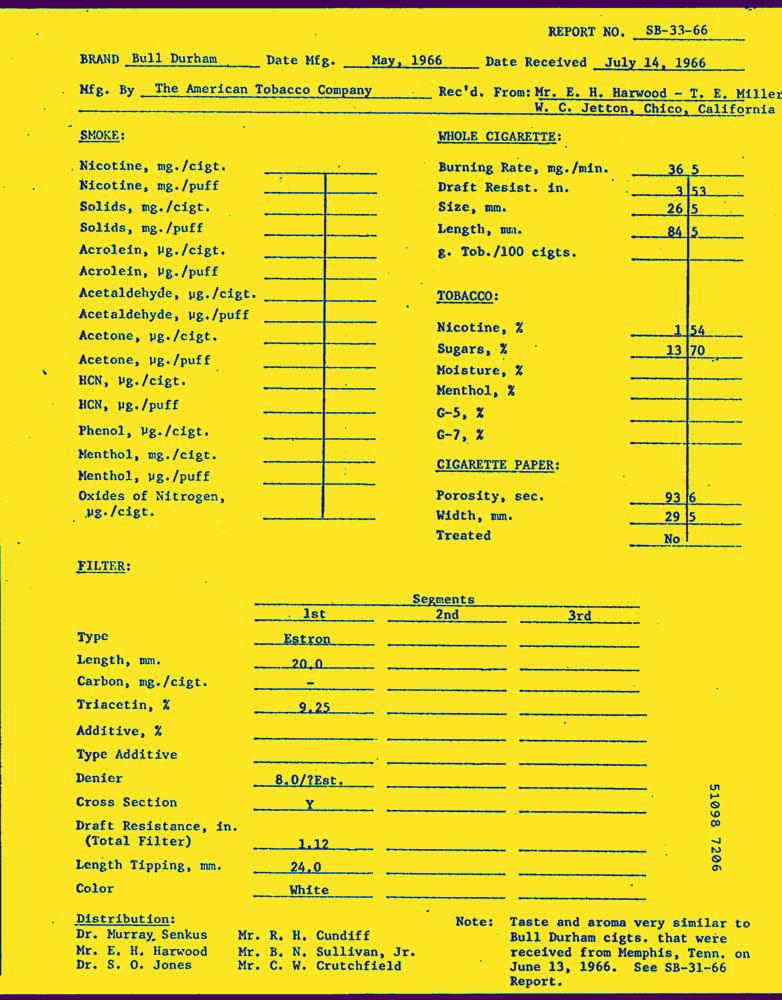 REPORT NO. SB-33-66
BRAND Bull Durham Date Mfg. May, 1966 Date Received July 14, 1966
Mfg. By The American Tobacco Company Rec'd. From: Mr. E. H. Harwood - T. E. Miller
W. C. Jetton, Chico, California
SMOKE:
Nicotine, mg./cigt.
Nicotine, mg./puff
Solids, mg./cigt.
Solids, mg./puff
Acrolein, µg./cigt.
Acrolein, µg./puff
Acetaldehyde, µg./cigt.
Acetaldehyde, µg./puff
Acetone, µg./cigt.
Acetone, µg./puff
HCN, µg./cigt.
HCN, µg./puff
Phenol, µg./cigt.
Menthol, mg./cigt.
Menthol, mg./puff
Oxides of Nitrogen,
µg./cigt.
WHOLE CIGARETTE:
Burning Rate, mg./min. 36 5
Draft Resist. in. 3 53
Size, mm. 26 5
Length, mm. 84 5
g. Tob./100 cigts.
TOBACCO:
Nicotine, % 1 54
Sugars, % 13 70
Moisture, %
Menthol, %
G-5, %
G-7, %
CIGARETTE PAPER:
Porosity, sec. 93 6
Width, mm. 29 5
Treated No
FILTER:
Segments
1st 2nd 3rd
Type Estron
Length, mm. 20.0
Carbon, mg./cigt. -
Triacetin, % 9.25
Additive, %
Type Additive
Denier 8.0/?Est.
Cross Section Y
Draft Resistance, in.
(Total Filter) 1.12
Length Tipping, mm. 24.0
Color White
51098 7206
Distribution:
Dr. Murray Senkus Mr. R. H. Cundiff
Mr. E. H. Harwood Mr. B. N. Sullivan, Jr.
Dr. S. O. Jones Mr. C. W. Crutchfield
Note: Taste and aroma very similar to
Bull Durham cigts. that were
received from Memphis, Tenn. on
June 13, 1966. See SB-31-66
Report.